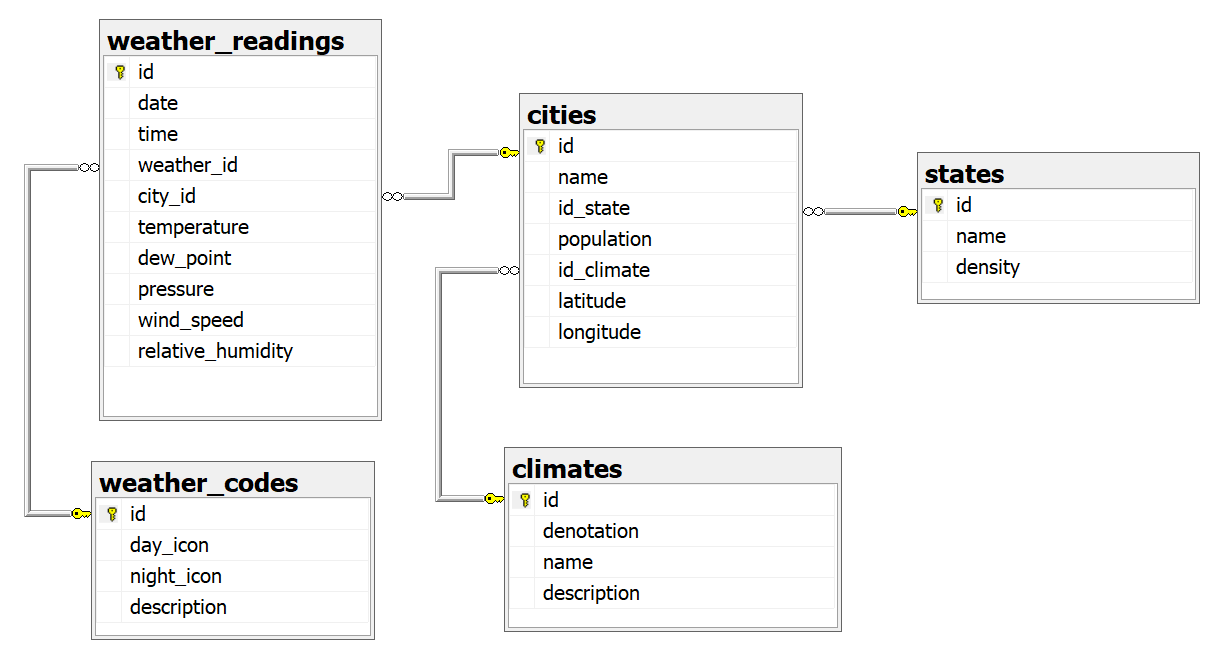 weather_readings
id
date
time
weather_id
city_id
temperature
dew_point
pressure
wind_speed
relative_humidity
cities
id
name
id_state
population
id_climate
latitude
longitude
states
id
name
density
weather_codes
id
day_icon
night_icon
description
climates
id
denotation
name
description